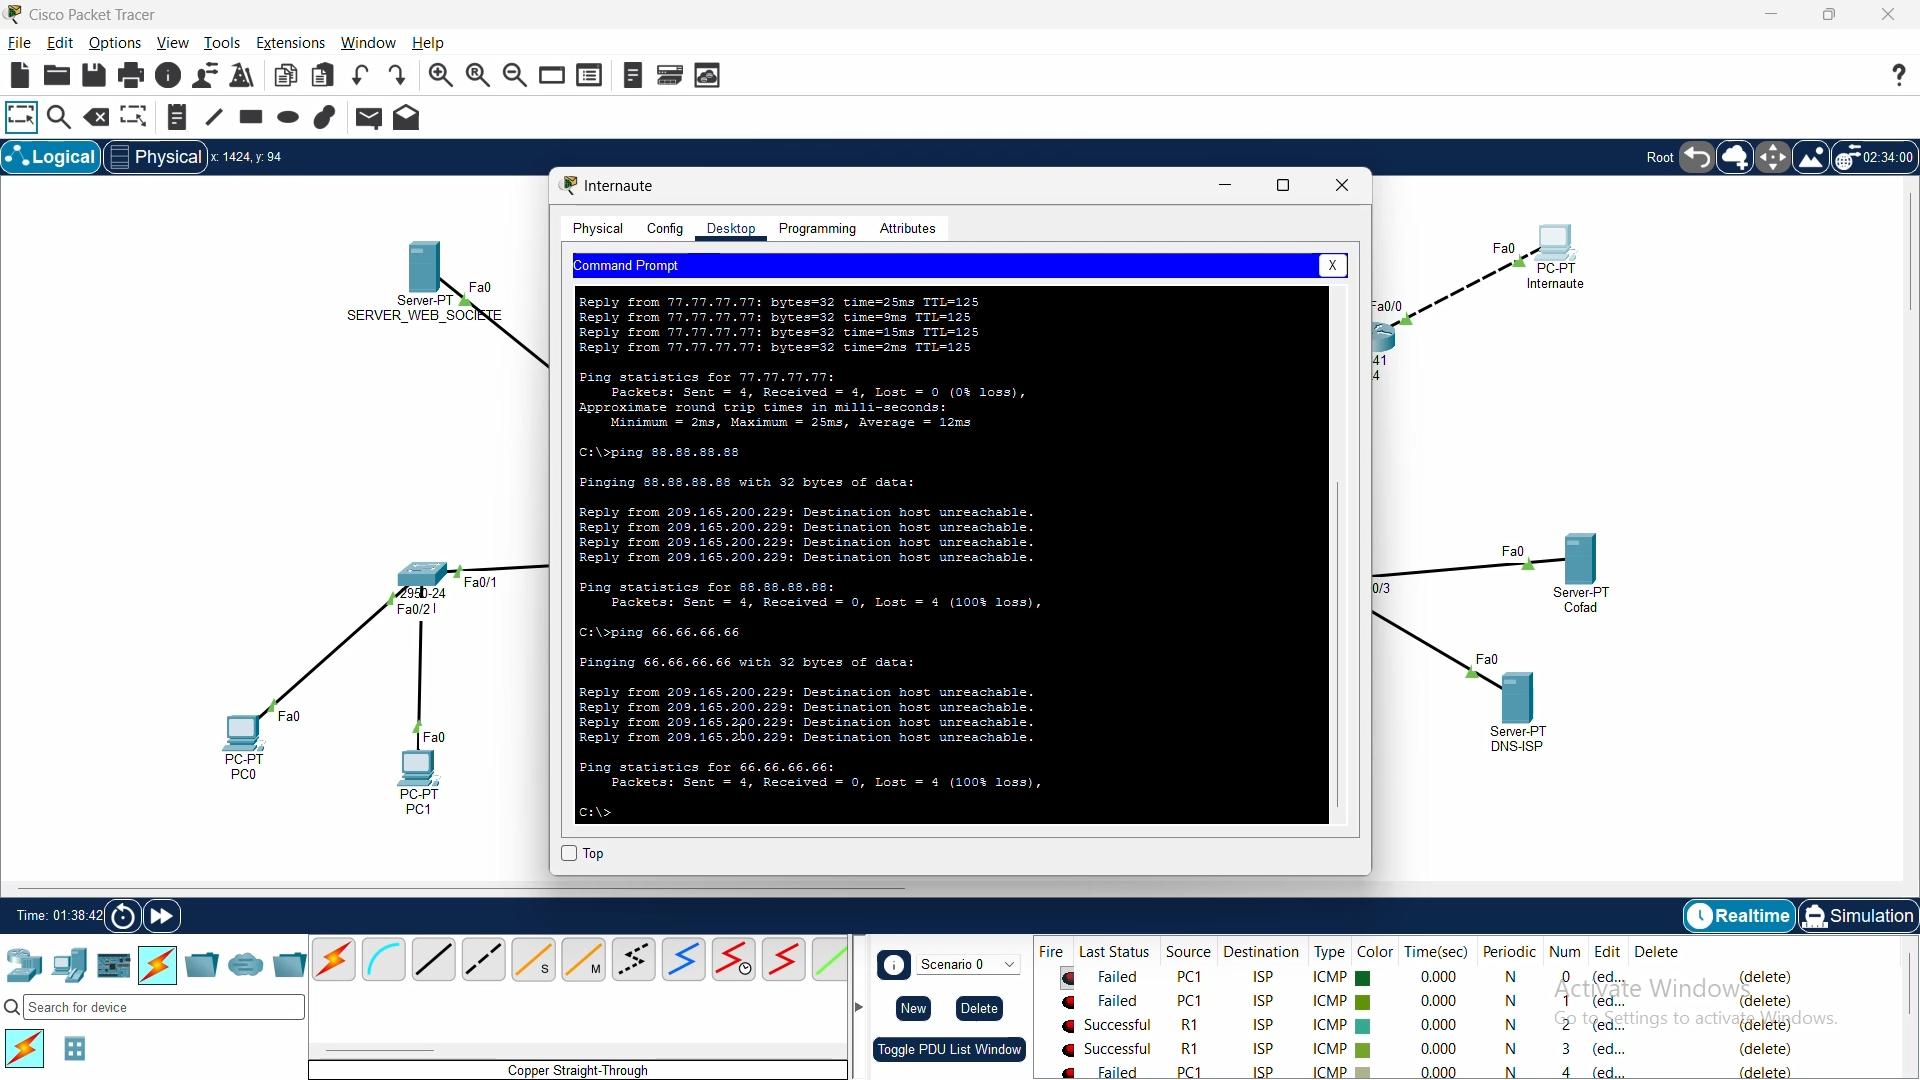 Cisco Packet Tracer
File Edit Options View Tools Extensions Window Help
Logical Physical x: 1424, y: 94 Root 02:34:00
Internaute
Physical Config Desktop Programming Attributes
Command Prompt X
Reply from 77.77.77.77: bytes=32 time=25ms TTL=125
Reply from 77.77.77.77: bytes=32 time=9ms TTL=125
Reply from 77.77.77.77: bytes=32 time=15ms TTL=125
Reply from 77.77.77.77: bytes=32 time=2ms TTL=125
Ping statistics for 77.77.77.77:
Packets: Sent = 4, Received = 4, Lost = 0 (0% loss),
Approximate round trip times in milli-seconds:
Minimum = 2ms, Maximum = 25ms, Average = 12ms
C:\>ping 88.88.88.88
Pinging 88.88.88.88 with 32 bytes of data:
Reply from 209.165.200.229: Destination host unreachable.
Reply from 209.165.200.229: Destination host unreachable.
Reply from 209.165.200.229: Destination host unreachable.
Reply from 209.165.200.229: Destination host unreachable.
Ping statistics for 88.88.88.88:
Packets: Sent = 4, Received = 0, Lost = 4 (100% loss),
C:\>ping 66.66.66.66
Pinging 66.66.66.66 with 32 bytes of data:
Reply from 209.165.200.229: Destination host unreachable.
Reply from 209.165.200.229: Destination host unreachable.
Reply from 209.165.200.229: Destination host unreachable.
Reply from 209.165.200.229: Destination host unreachable.
Ping statistics for 66.66.66.66:
Packets: Sent = 4, Received = 0, Lost = 4 (100% loss),
C:\>
Top
Fa0
Server-PT
SERVER_WEB_SOCIETE
Fa0/1
2950-24
Fa0/2
Fa0
PC-PT
PC0
Fa0
PC-PT
PC1
Fa0
PC-PT
Internaute
Fa0/0
41
4
Fa0
0/3
Server-PT
Cofad
Fa0
Server-PT
DNS-ISP
Time: 01:38:42 Realtime Simulation
Search for device
S M
Copper Straight-Through
Scenario 0
New Delete
Toggle PDU List Window
Fire Last Status Source Destination Type Color Time(sec) Periodic Num Edit Delete
Failed PC1 ISP ICMP 0.000 N 0 (ed... (delete)
Failed PC1 ISP ICMP 0.000 N 1 (ed... (delete)
Successful R1 ISP ICMP 0.000 N 2 (ed... (delete)
Successful R1 ISP ICMP 0.000 N 3 (ed... (delete)
Failed PC1 ISP ICMP 0.000 N 4 (ed... (delete)
Activate Windows
Go to Settings to activate Windows.